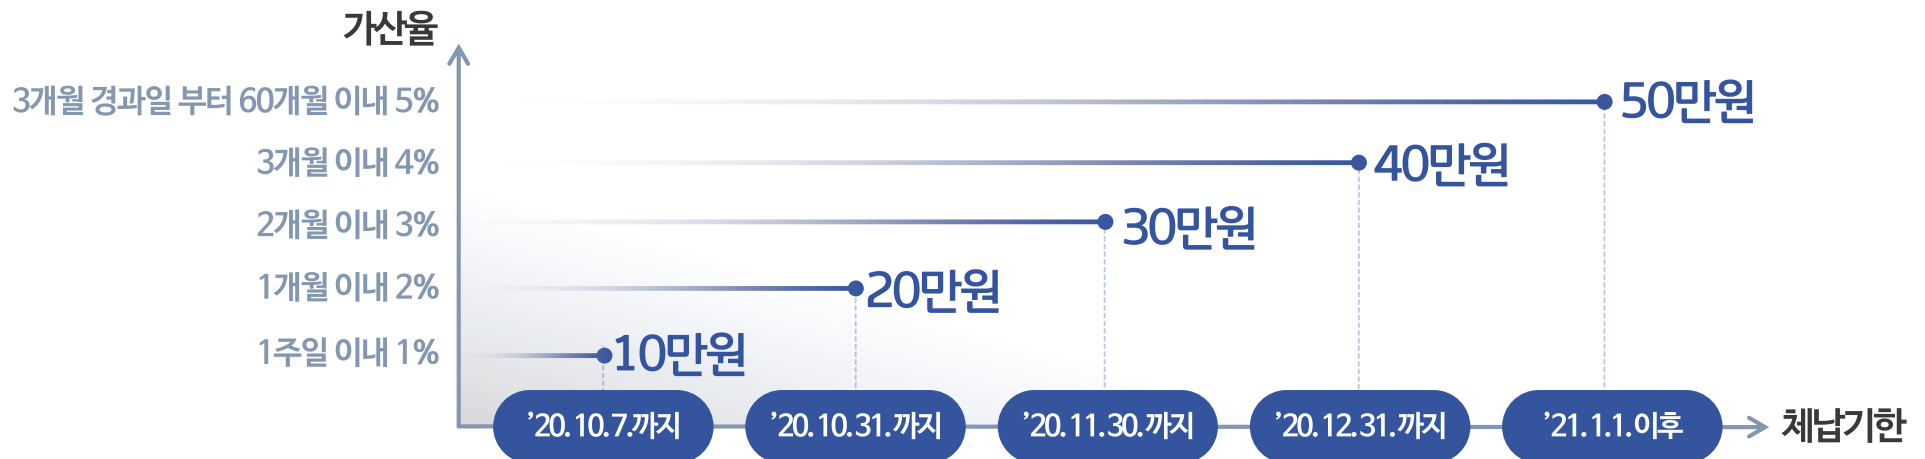 가산율
3개월 경과일 부터 60개월 이내 5%
50만원
3개월 이내 4%
40만원
2개월 이내 3%
30만원
1개월 이내 2%
20만원
1주일 이내 1%
10만원
’20.10.7.까지
’20.10.31.까지
’20.11.30.까지
’20.12.31.까지
’21.1.1.이후
체납기한